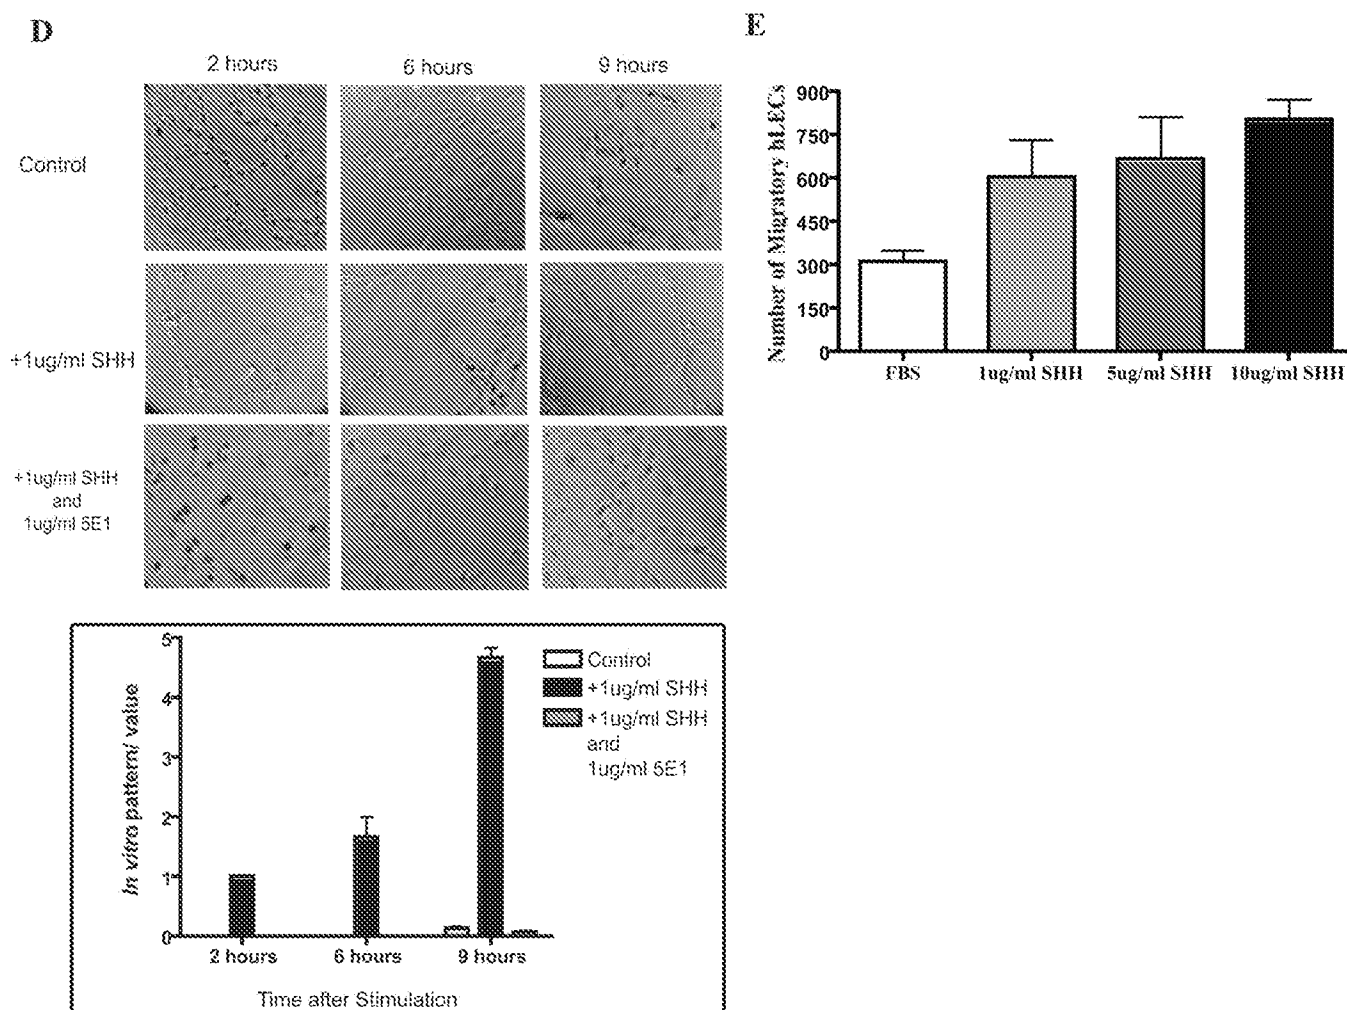 D
2 hours
6 hours
9 hours
Control
+1ug/ml SHH
+1ug/ml SHH
and
1ug/ml 5E1
5
4
3
2
1
0
In vitro pattern/ value
2 hours
6 hours
9 hours
Time after Stimulation
Control
+1ug/ml SHH
+1ug/ml SHH
and
1ug/ml 5E1
E
Number of Migratory hLECs
900
750
600
450
300
150
0
FBS
1ug/ml SHH
5ug/ml SHH
10ug/ml SHH